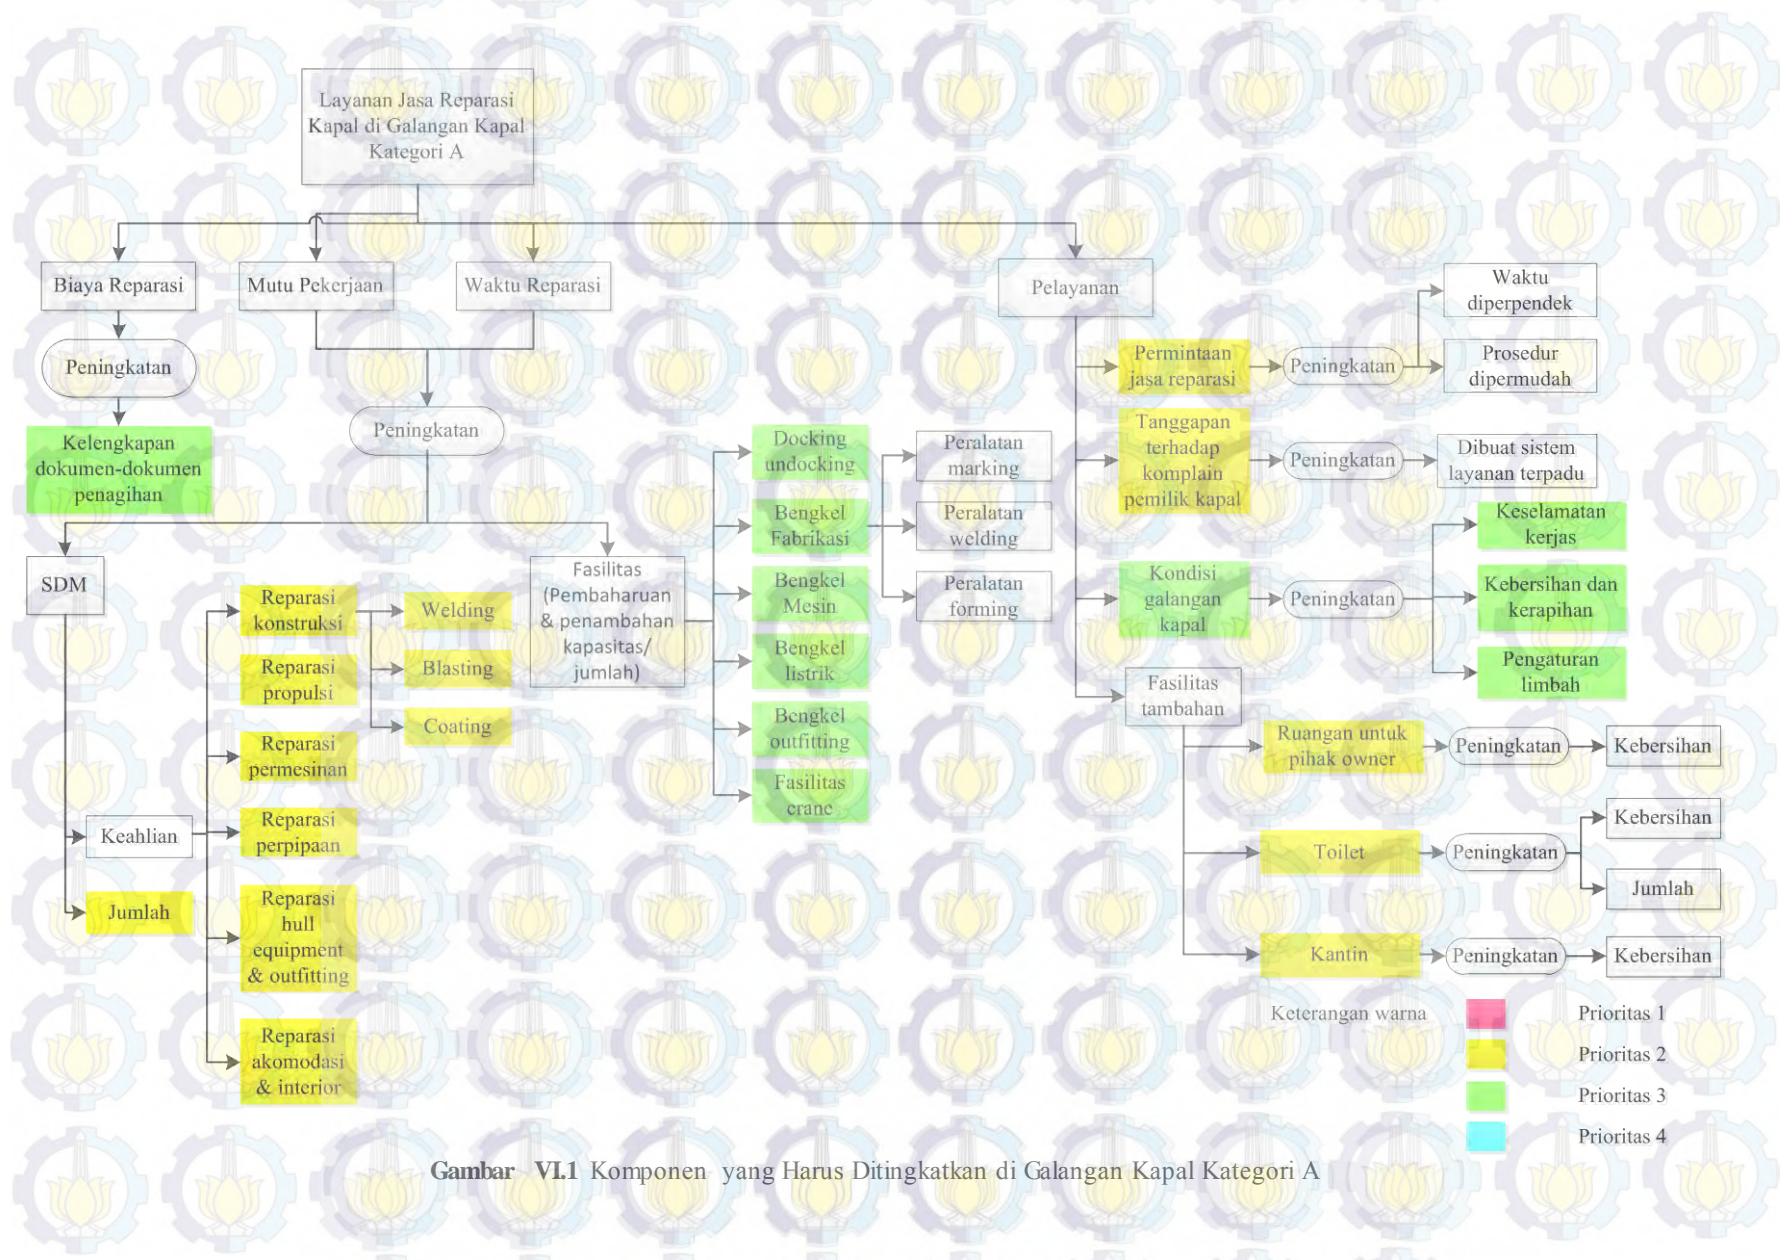 Layanan Jasa Reparasi
Kapal di Galangan Kapal
Kategori A
Biaya Reparasi
Mutu Pekerjaan
Waktu Reparasi
Pelayanan
Peningkatan
Kelengkapan
dokumen-dokumen
penagihan
Peningkatan
SDM
Keahlian
Jumlah
Reparasi
konstruksi
Reparasi
propulsi
Reparasi
permesinan
Reparasi
perpipaan
Reparasi
hull
equipment
& outfitting
Reparasi
akomodasi
& interior
Welding
Blasting
Coating
Fasilitas
(Pembaharuan
& penambahan
kapasitas/
jumlah)
Docking
undocking
Bengkel
Fabrikasi
Bengkel
Mesin
Bengkel
listrik
Bengkel
outfitting
Fasilitas
crane
Peralatan
marking
Peralatan
welding
Peralatan
forming
Permintaan
jasa reparasi
Peningkatan
Waktu
diperpendek
Prosedur
dipermudah
Tanggapan
terhadap
komplain
pemilik kapal
Peningkatan
Dibuat sistem
layanan terpadu
Kondisi
galangan
kapal
Peningkatan
Keselamatan
kerjas
Kebersihan dan
kerapihan
Pengaturan
limbah
Fasilitas
tambahan
Ruangan untuk
pihak owner
Peningkatan
Kebersihan
Toilet
Peningkatan
Kebersihan
Jumlah
Kantin
Peningkatan
Kebersihan
Keterangan warna
Prioritas 1
Prioritas 2
Prioritas 3
Prioritas 4
Gambar VI.1 Komponen yang Harus Ditingkatkan di Galangan Kapal Kategori A